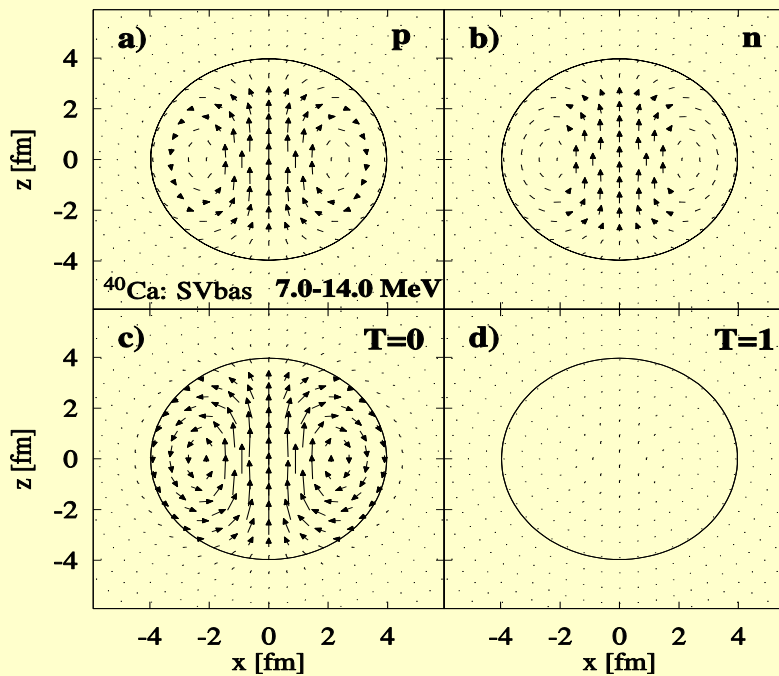 a) p b) n
4
2
z [fm] 0
-2
-4
⁴⁰Ca: SVbas 7.0-14.0 MeV
c) T=0 d) T=1
4
2
z [fm] 0
-2
-4
-4 -2 0 2 4 -4 -2 0 2 4
x [fm] x [fm]